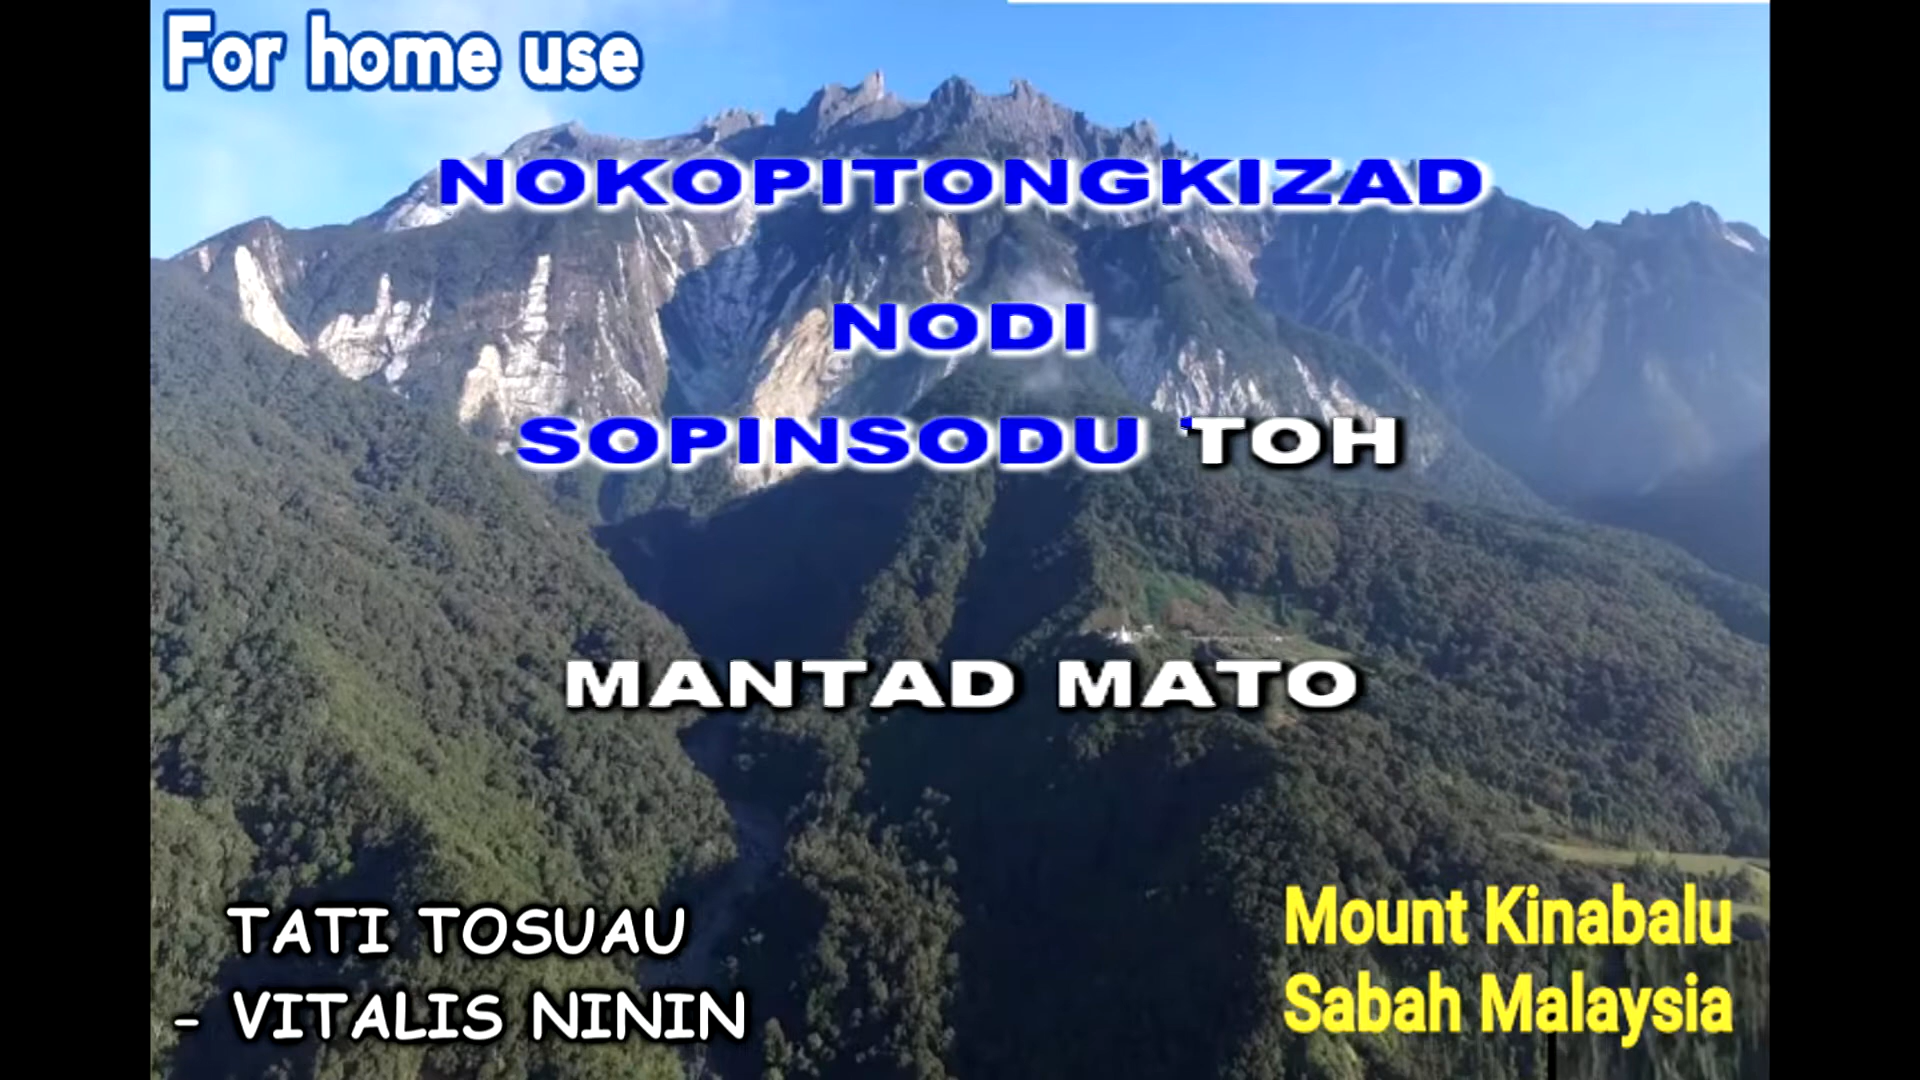 For home use
NOKOPITONGKIZAD
NODI
SOPINSODU TOH
MANTAD MATO
TATI TOSUAU
- VITALIS NININ
Mount Kinabalu
Sabah Malaysia